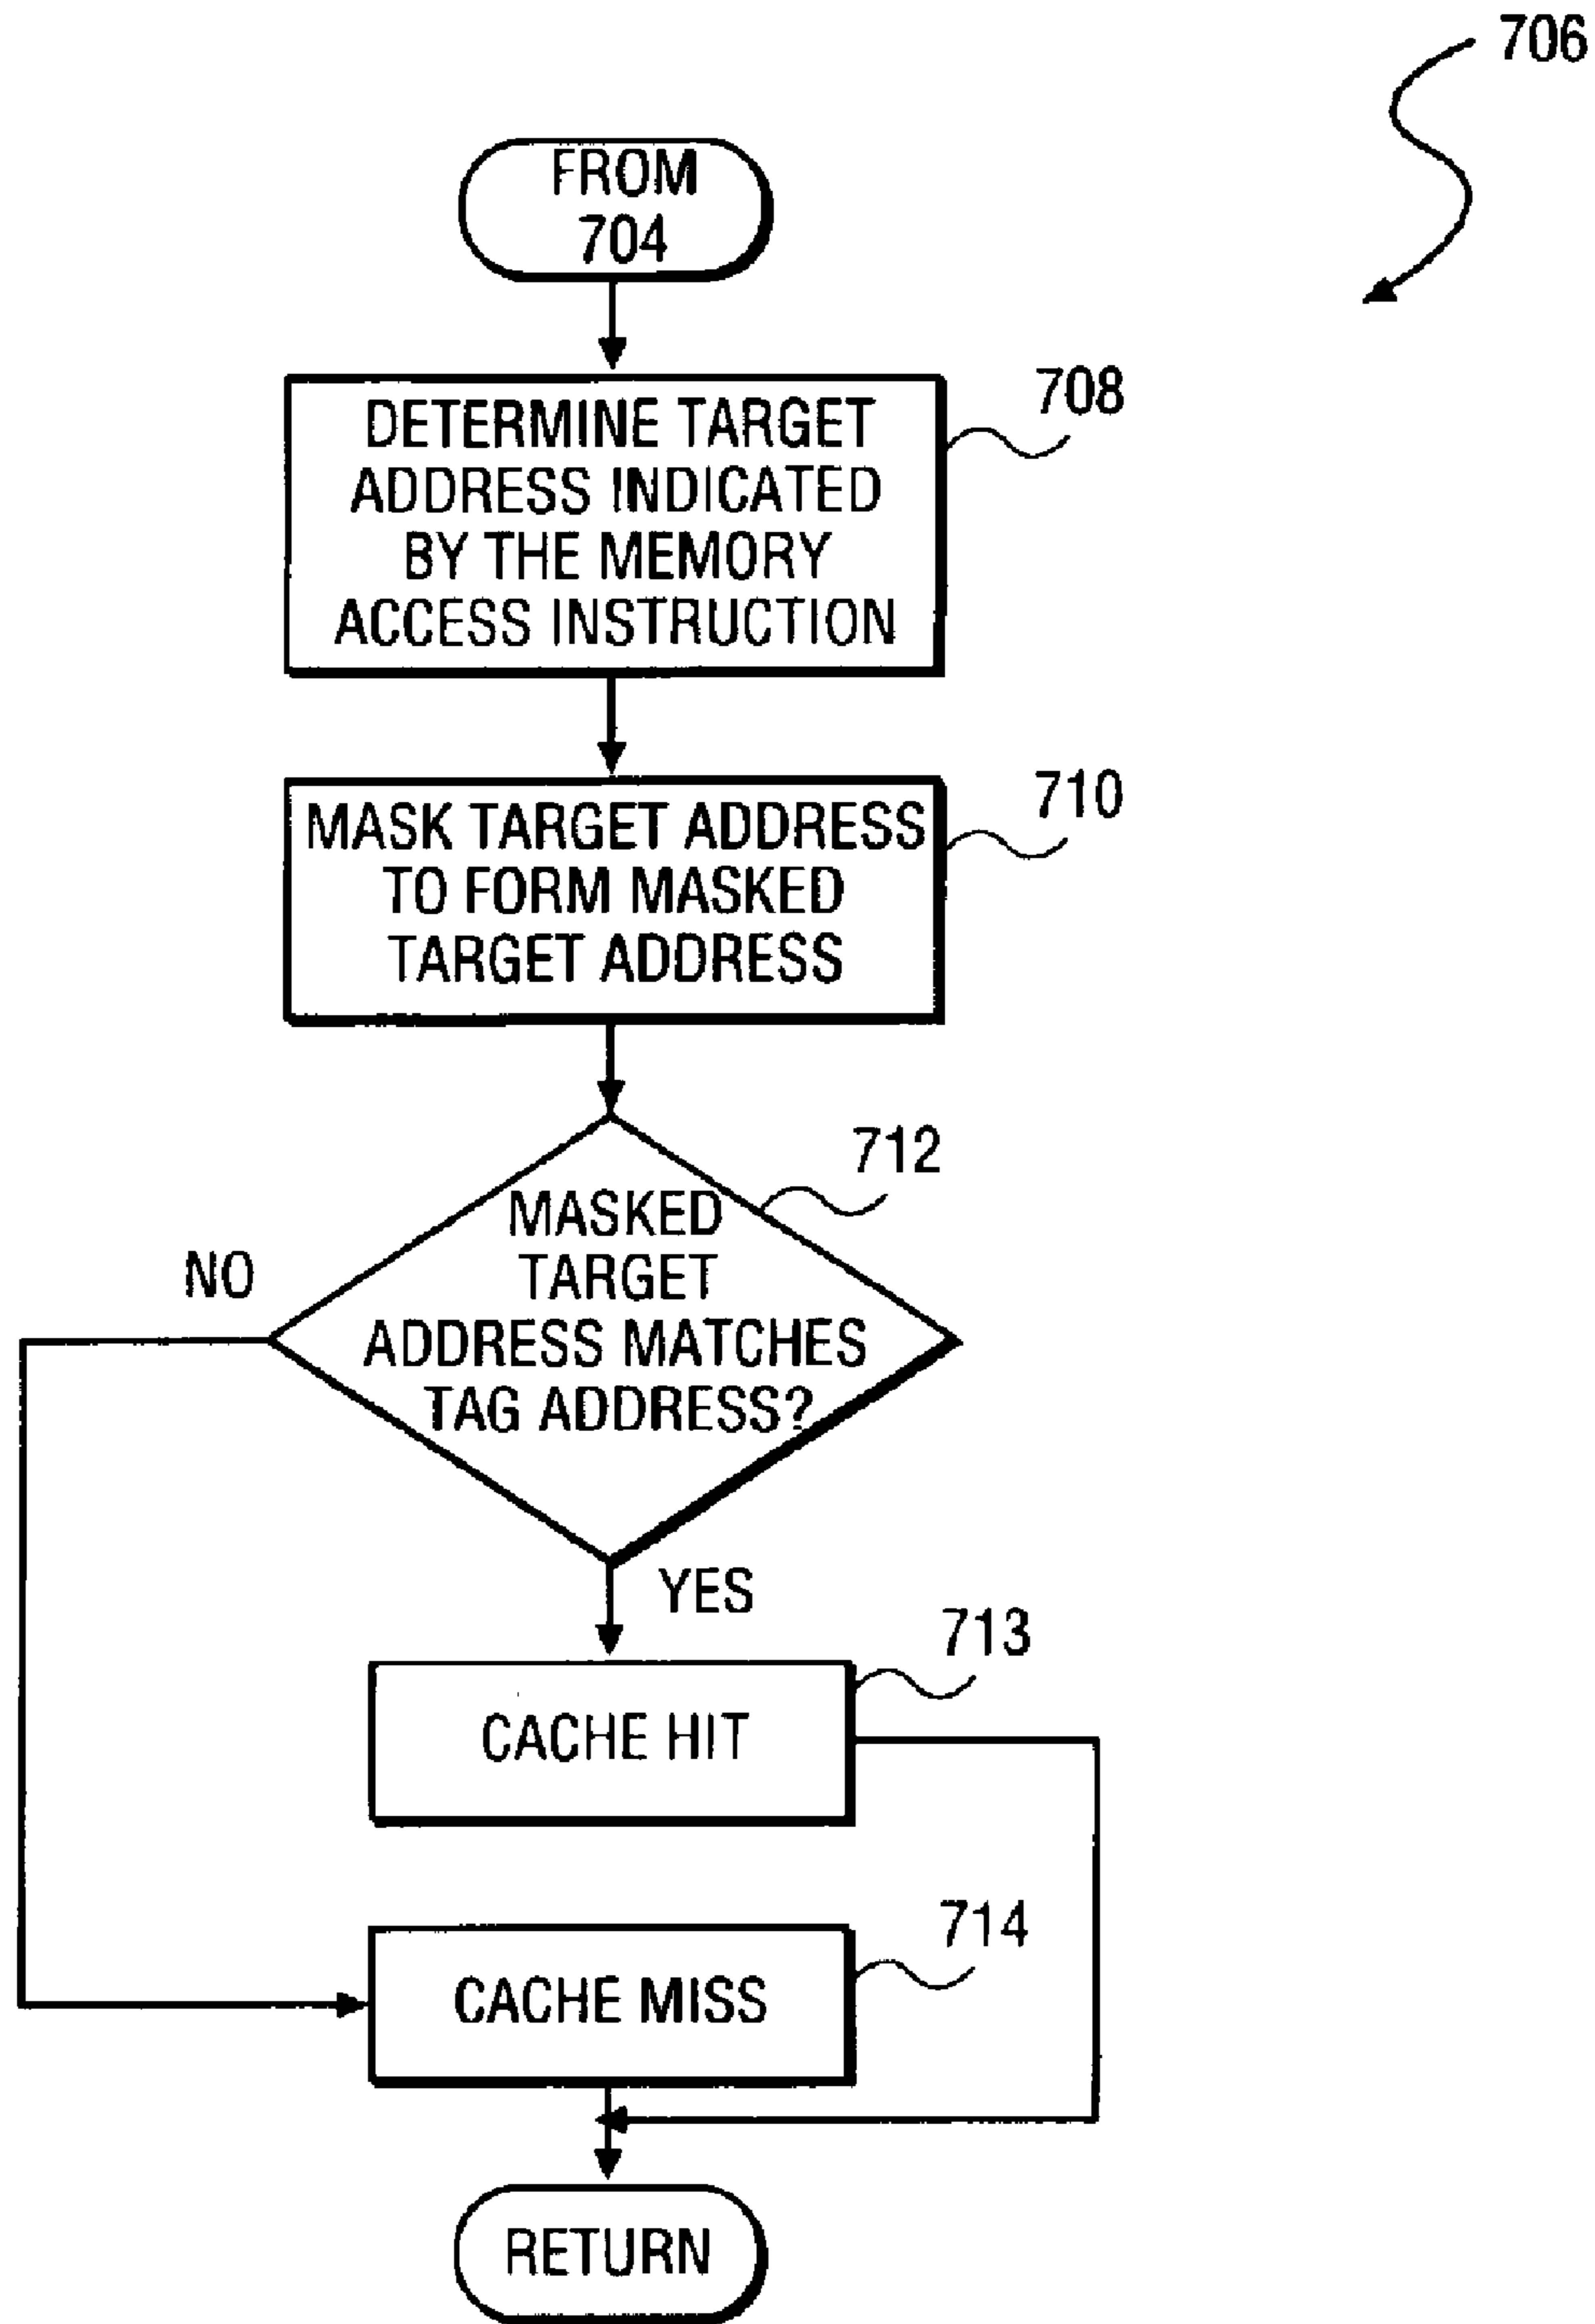 706
FROM
704
DETERMINE TARGET
ADDRESS INDICATED
BY THE MEMORY
ACCESS INSTRUCTION
708
MASK TARGET ADDRESS
TO FORM MASKED
TARGET ADDRESS
710
712
MASKED
TARGET
ADDRESS MATCHES
TAG ADDRESS?
NO
YES
713
CACHE HIT
714
CACHE MISS
RETURN